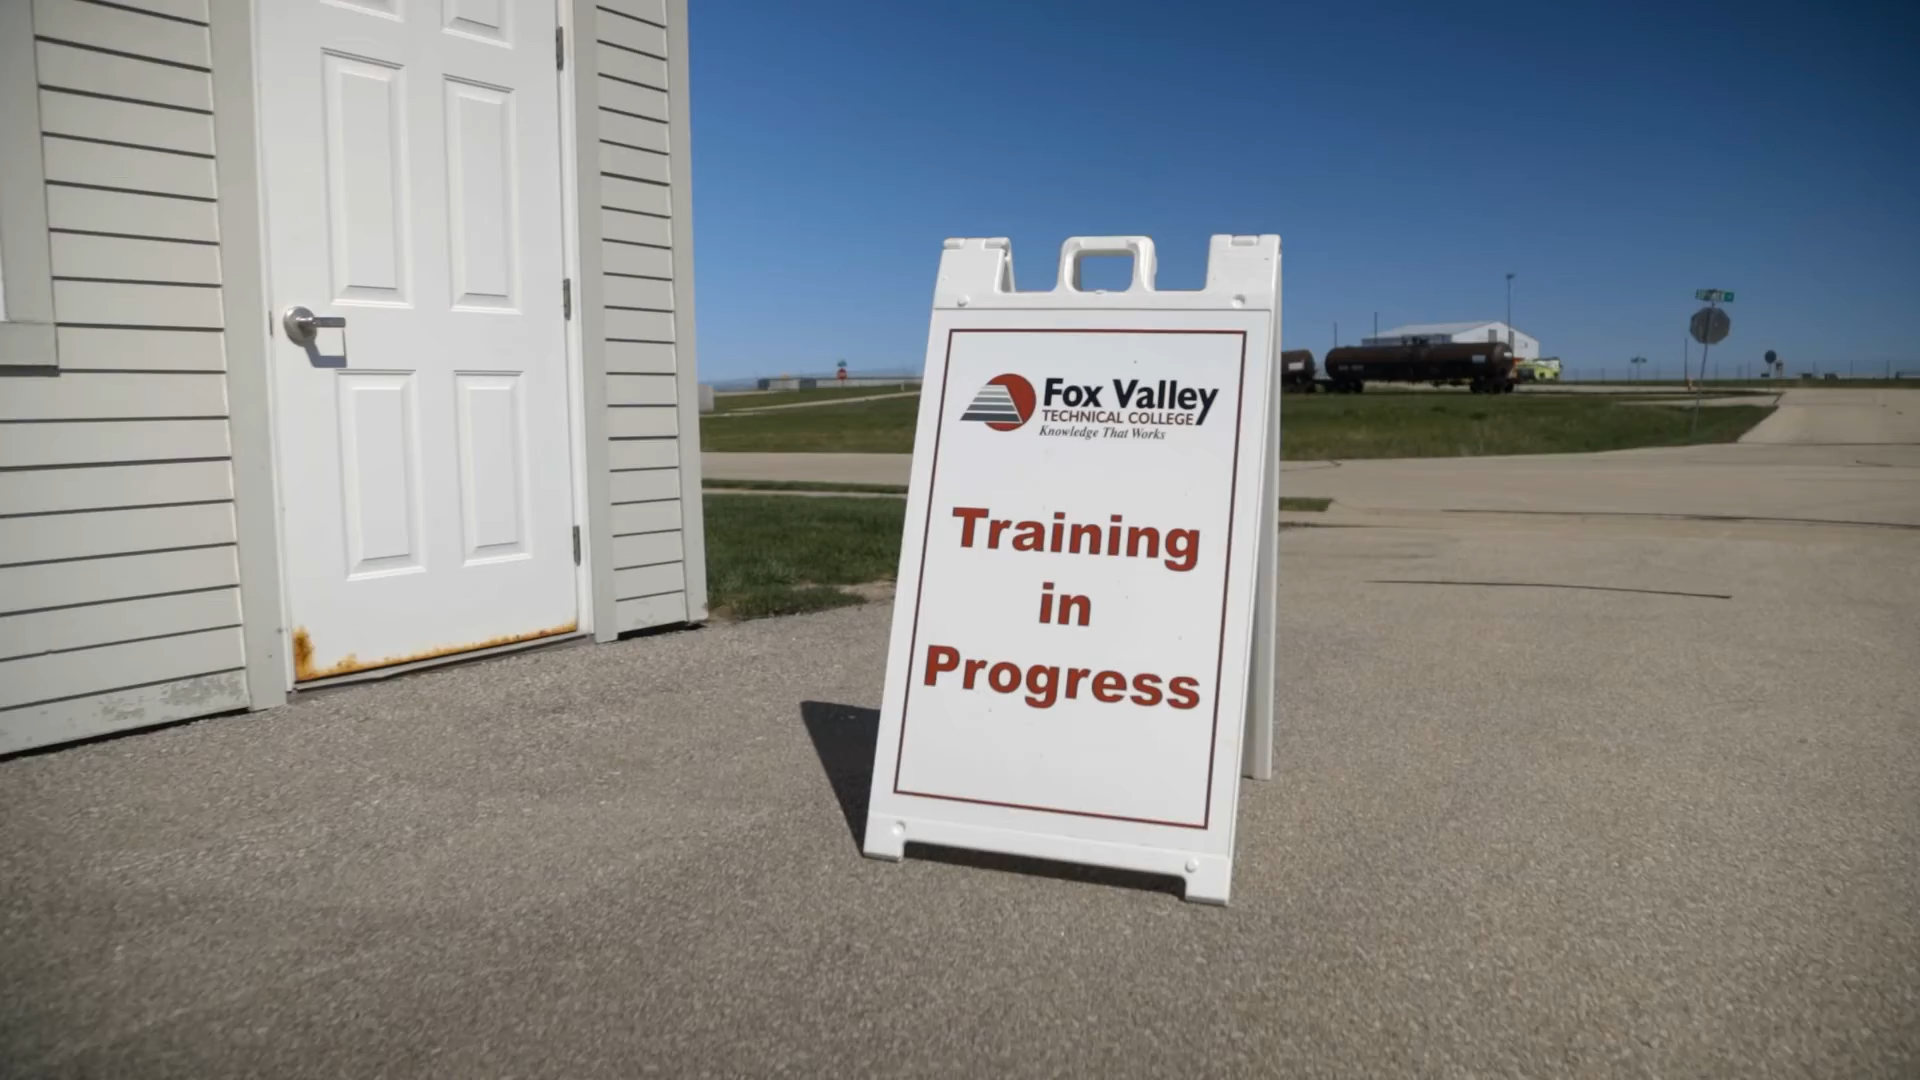 Fox Valley
TECHNICAL COLLEGE
Knowledge That Works
Training
in
Progress